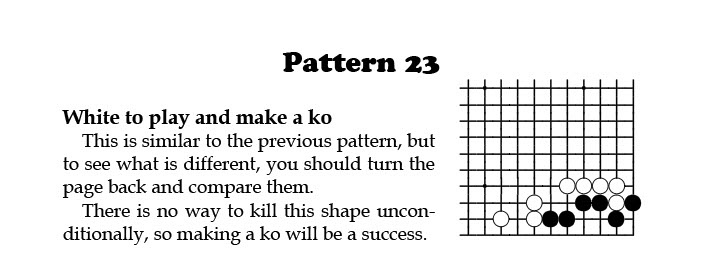 Pattern 23
White to play and make a ko
This is similar to the previous pattern, but
to see what is different, you should turn the
page back and compare them.
There is no way to kill this shape uncon-
ditionally, so making a ko will be a success.